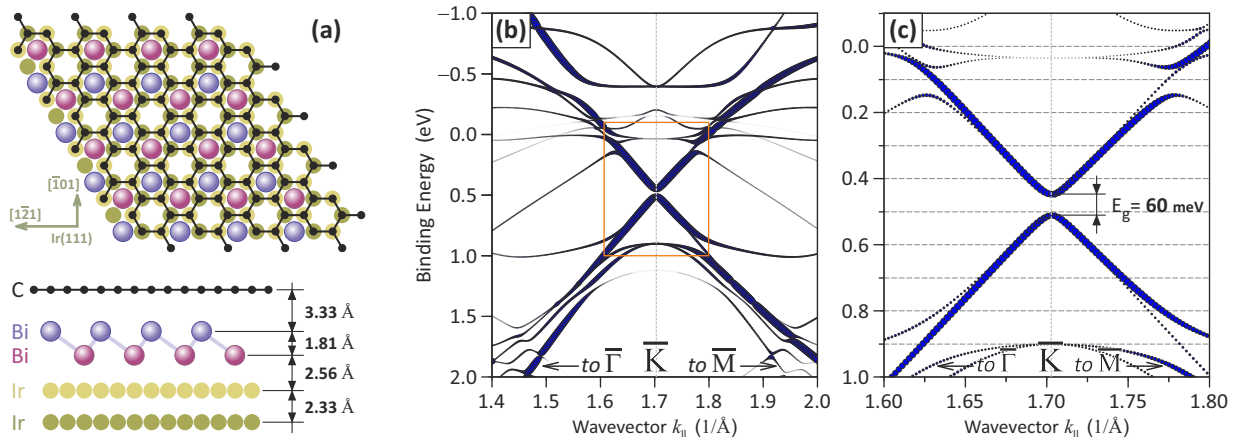 (a)
[1̅01]
[12̅1]
Ir(111)
C
Bi
Bi
Ir
Ir
3.33 Å
1.81 Å
2.56 Å
2.33 Å
(b)
Binding Energy (eV)
−1.0
−0.5
0.0
0.5
1.0
1.5
2.0
to Γ̅ K̅ to M̅
1.4 1.5 1.6 1.7 1.8 1.9 2.0
Wavevector k|| (1/Å)
(c)
0.0
0.2
0.4
0.6
0.8
1.0
Eg = 60 meV
to Γ̅ K̅ to M̅
1.60 1.65 1.70 1.75 1.80
Wavevector k|| (1/Å)